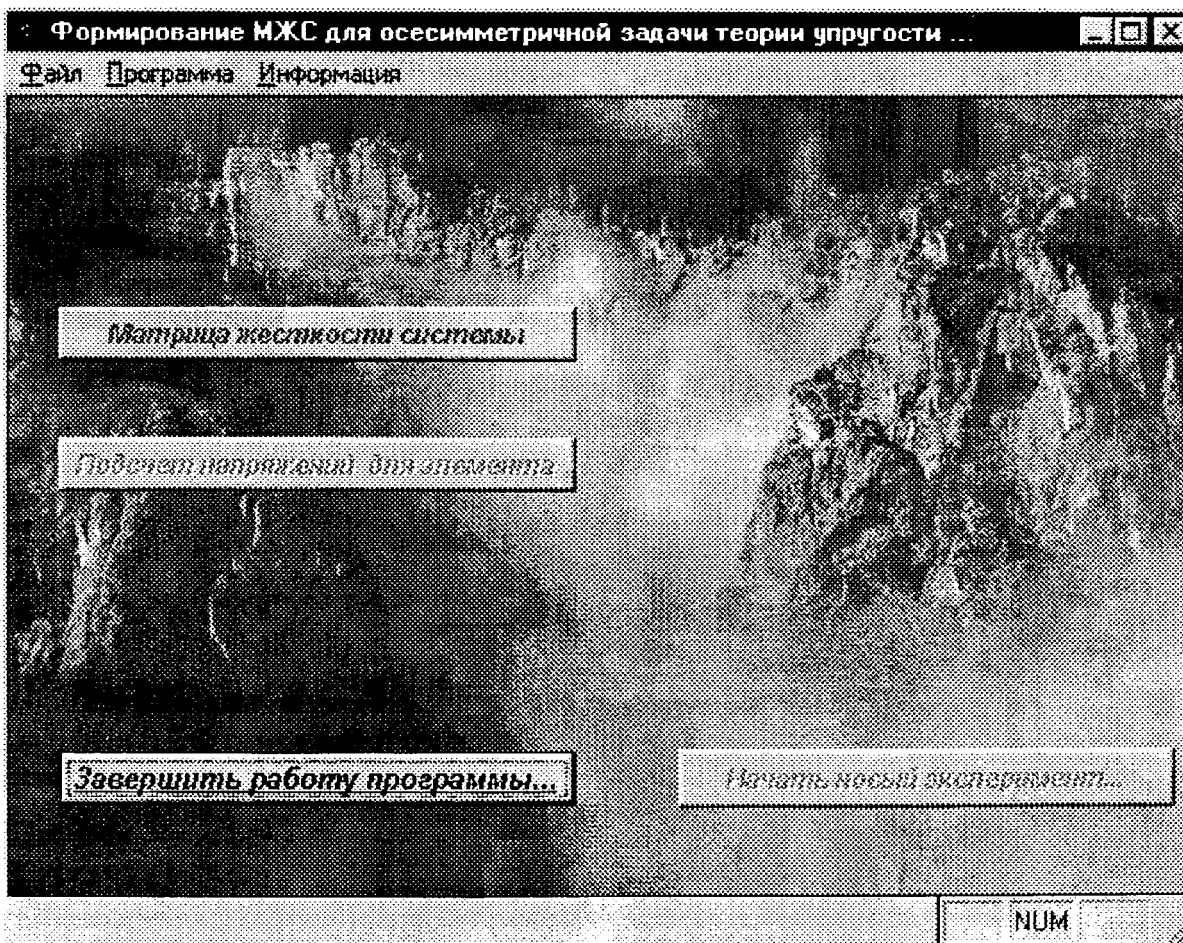 Формирование МЖС для осесимметричной задачи теории упругости ...
Файл Программа Информация
Матрица жесткости системы
Подсчет напряжений для элемента
Завершить работу программы...
Начать новый эксперимент...
NUM